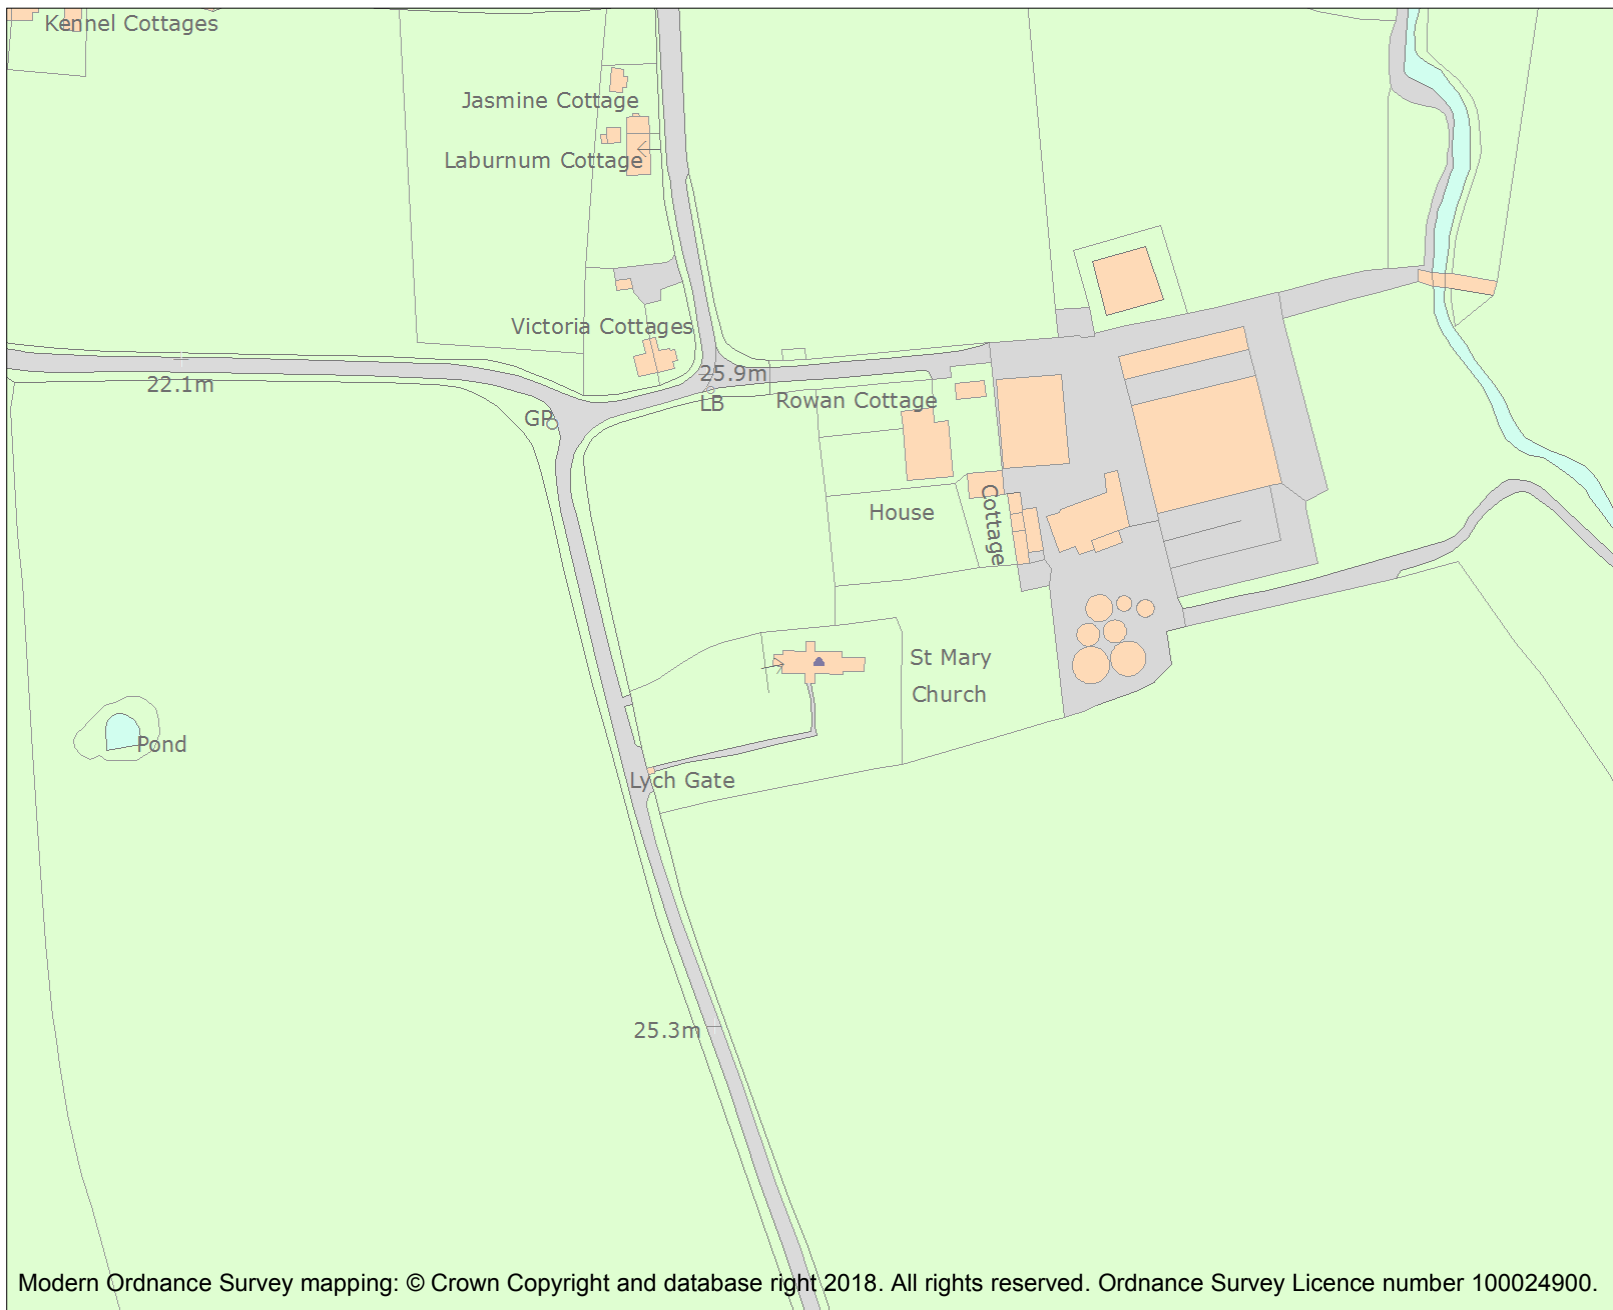 Kennel Cottages
Jasmine Cottage
Laburnum Cottage
Victoria Cottages
22.1m
25.9m
LB
GP
Rowan Cottage
House
Cottage
St Mary
Church
Pond
Lych Gate
25.3m
Modern Ordnance Survey mapping: © Crown Copyright and database right 2018. All rights reserved. Ordnance Survey Licence number 100024900.